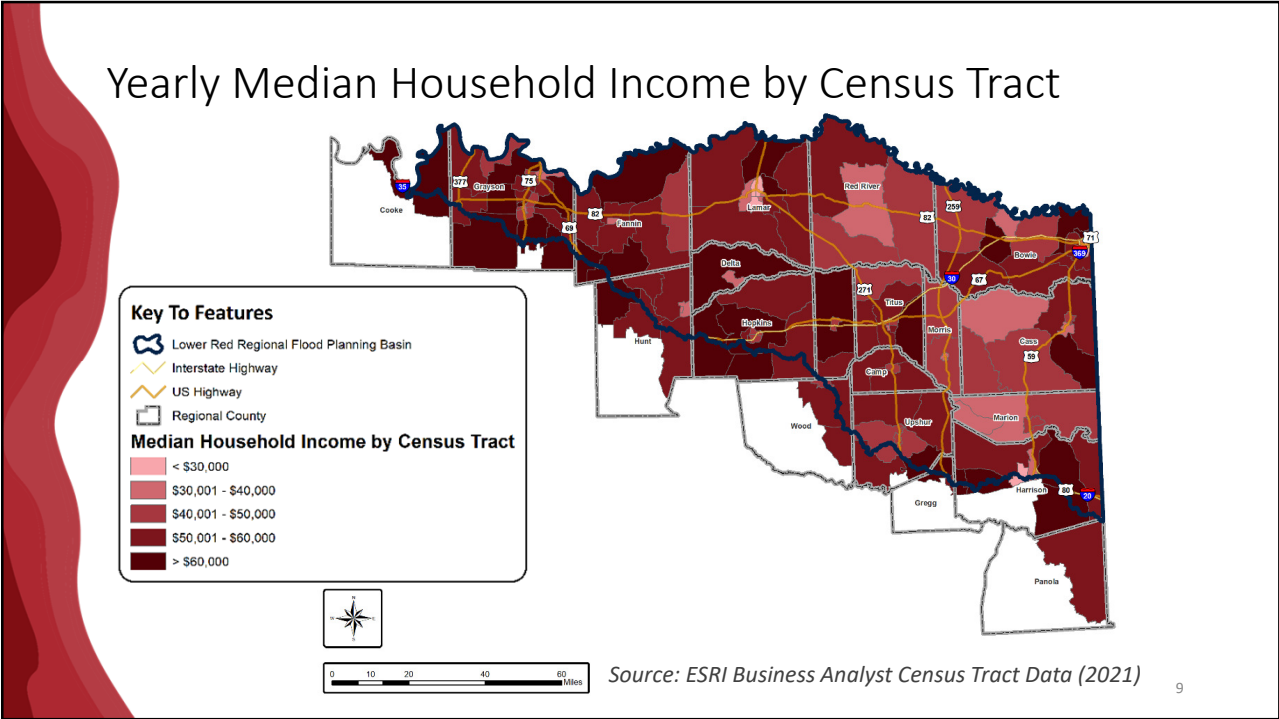 Yearly Median Household Income by Census Tract
35
Cooke
377
Grayson
75
69
82
Fannin
Lamar
Red River
82
259
71
369
Bowie
30
67
Delta
271
Titus
Hopkins
Morris
Hunt
Cass
59
Camp
Wood
Upshur
Marion
Gregg
Harrison
80
20
Panola
Key To Features
Lower Red Regional Flood Planning Basin
Interstate Highway
US Highway
Regional County
Median Household Income by Census Tract
< $30,000
$30,001 - $40,000
$40,001 - $50,000
$50,001 - $60,000
> $60,000
N
W E
S
0 10 20 40 60
Miles
Source: ESRI Business Analyst Census Tract Data (2021)
9